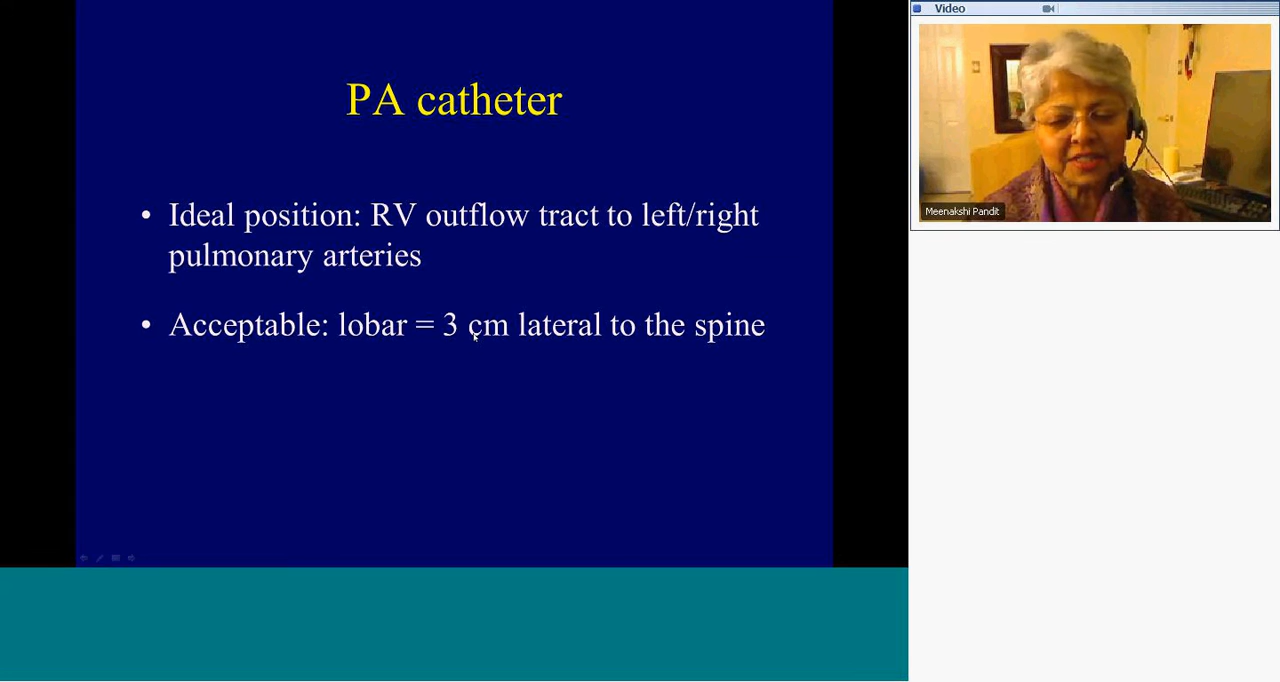 Video
PA catheter
• Ideal position: RV outflow tract to left/right
pulmonary arteries
• Acceptable: lobar = 3 cm lateral to the spine
Meenakshi Pandit